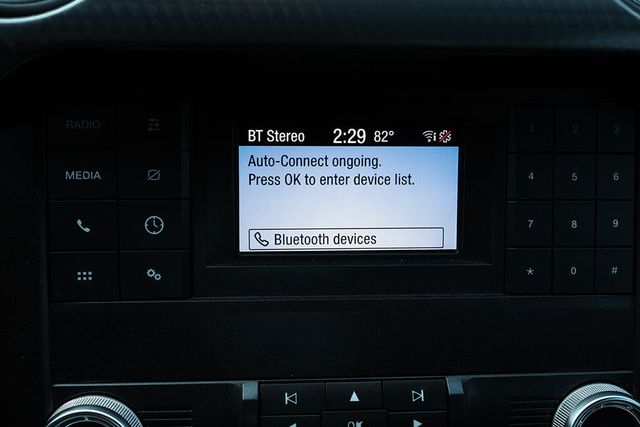 BT Stereo 2:29 82°
Auto-Connect ongoing.
Press OK to enter device list.
Bluetooth devices
RADIO
MEDIA
1 2 3
4 5 6
7 8 9
* 0 #
OK